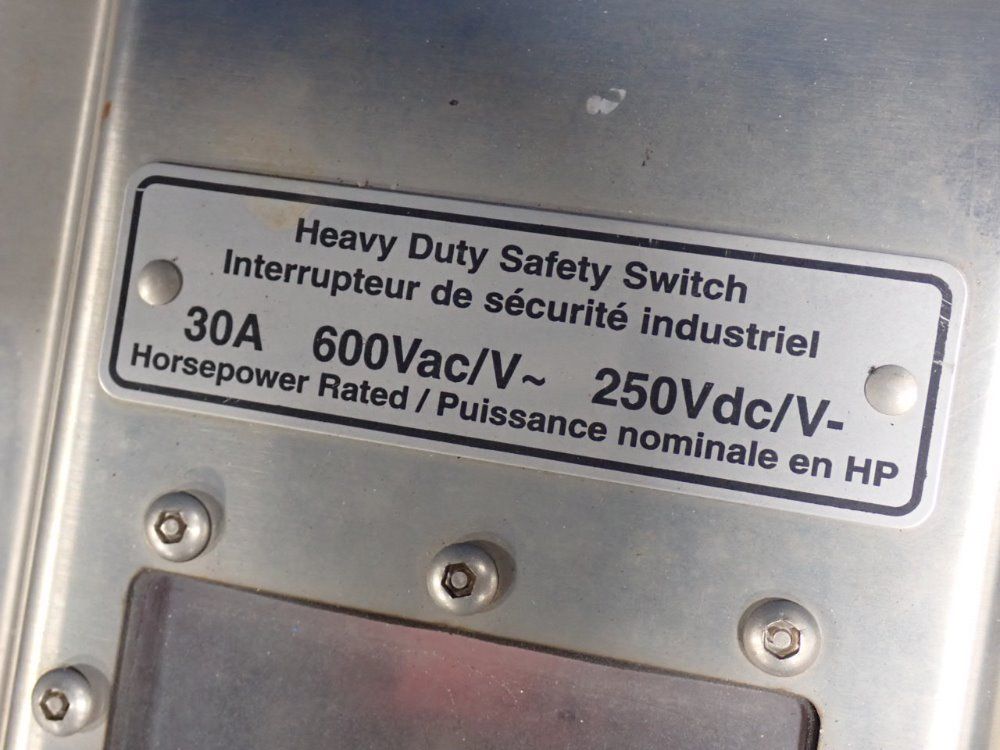 Heavy Duty Safety Switch
Interrupteur de sécurité industriel
30A 600Vac/V~ 250Vdc/V-
Horsepower Rated / Puissance nominale en HP